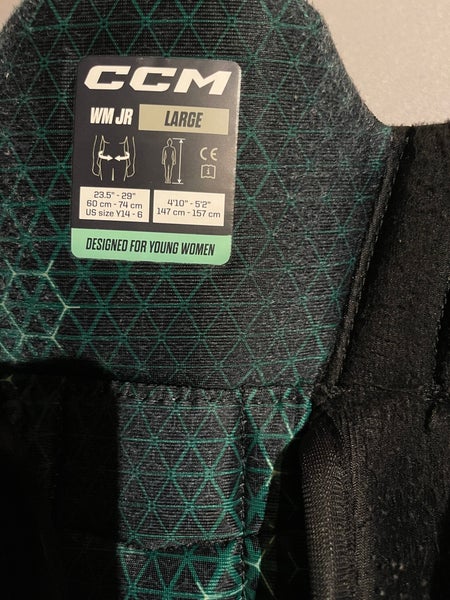 CCM
WM JR LARGE
CE
23.5" - 29"
60 cm - 74 cm
US size Y14 - 6
4'10" - 5'2"
147 cm - 157 cm
DESIGNED FOR YOUNG WOMEN